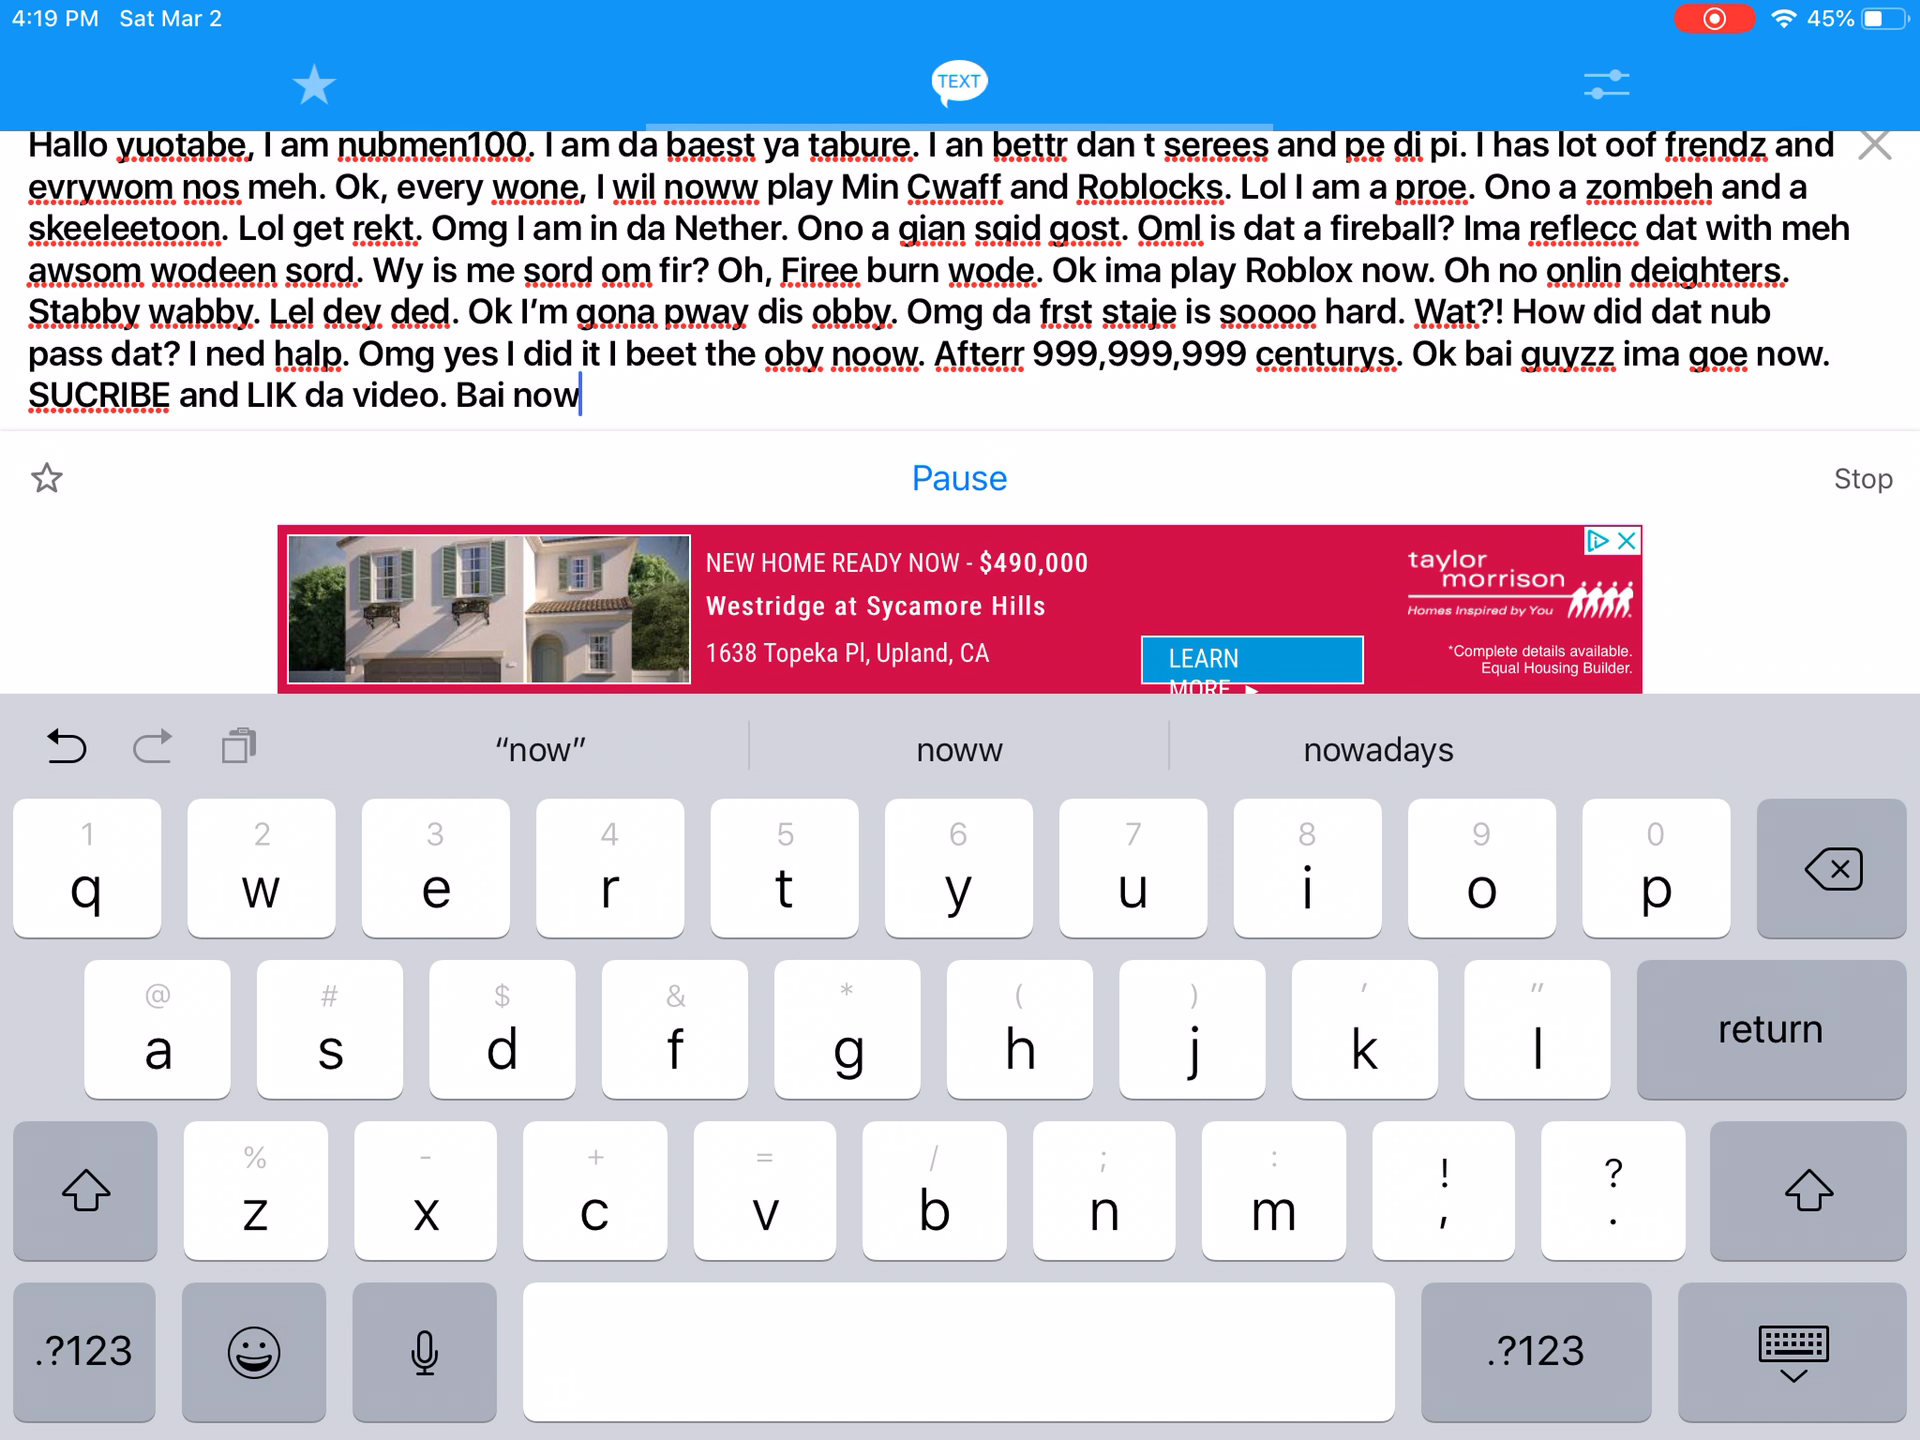 4:19 PM Sat Mar 2
45%
TEXT
Hallo yuotabe, I am nubmen100. I am da baest ya tabure. I an bettr dan t serees and pe di pi. I has lot oof frendz and
evrywom nos meh. Ok, every wone, I wil noww play Min Cwaff and Roblocks. Lol I am a proe. Ono a zombeh and a
skeeleetoon. Lol get rekt. Omg I am in da Nether. Ono a gian sqid gost. Oml is dat a fireball? Ima reflecc dat with meh
awsom wodeen sord. Wy is me sord om fir? Oh, Firee burn wode. Ok ima play Roblox now. Oh no onlin deighters.
Stabby wabby. Lel dey ded. Ok I’m gona pway dis obby. Omg da frst staje is soooo hard. Wat?! How did dat nub
pass dat? I ned halp. Omg yes I did it I beet the oby noow. Afterr 999,999,999 centurys. Ok bai guyzz ima goe now.
SUCRIBE and LIK da video. Bai now
Pause
Stop
NEW HOME READY NOW - $490,000
Westridge at Sycamore Hills
1638 Topeka Pl, Upland, CA
LEARN
MORE ►
taylor
morrison
Homes Inspired by You
*Complete details available.
Equal Housing Builder.
“now” noww nowadays
1 2 3 4 5 6 7 8 9 0
q w e r t y u i o p
@ # $ & * ( ) ' "
a s d f g h j k l return
% - + = / ; : ! ?
z x c v b n m , .
.?123 .?123